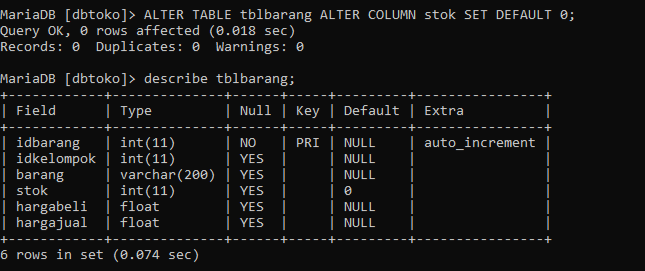 MariaDB [dbtoko]> ALTER TABLE tblbarang ALTER COLUMN stok SET DEFAULT 0;
Query OK, 0 rows affected (0.018 sec)
Records: 0  Duplicates: 0  Warnings: 0

MariaDB [dbtoko]> describe tblbarang;
+------------+--------------+------+-----+---------+----------------+
| Field      | Type         | Null | Key | Default | Extra          |
+------------+--------------+------+-----+---------+----------------+
| idbarang   | int(11)      | NO   | PRI | NULL    | auto_increment |
| idkelompok | int(11)      | YES  |     | NULL    |                |
| barang     | varchar(200) | YES  |     | NULL    |                |
| stok       | int(11)      | YES  |     | 0       |                |
| hargabeli  | float        | YES  |     | NULL    |                |
| hargajual  | float        | YES  |     | NULL    |                |
+------------+--------------+------+-----+---------+----------------+
6 rows in set (0.074 sec)